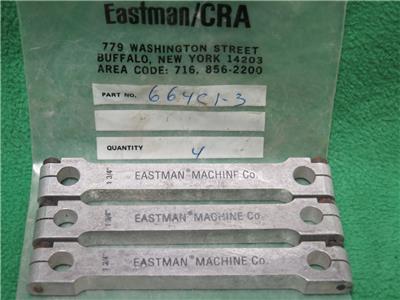 Eastman/CRA
779 WASHINGTON STREET
BUFFALO, NEW YORK 14203
AREA CODE: 716, 856-2200
PART NO. 664C1-3
QUANTITY 4
1 3/4" EASTMAN® MACHINE Co.
1 3/4" EASTMAN® MACHINE Co.
1 3/4" EASTMAN® MACHINE Co.